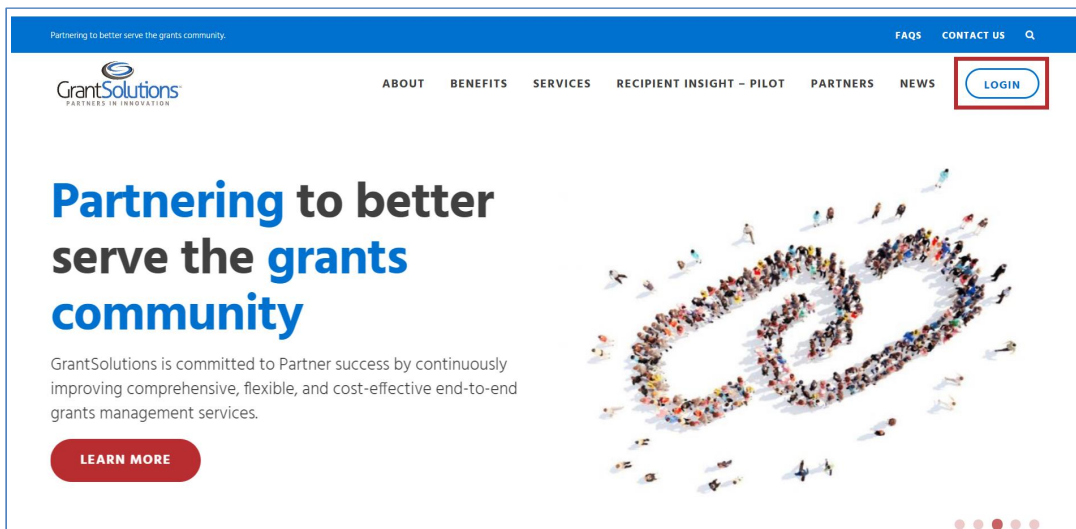 Partnering to better serve the grants community.
FAQS CONTACT US
GrantSolutions
PARTNERS IN INNOVATION
ABOUT BENEFITS SERVICES RECIPIENT INSIGHT – PILOT PARTNERS NEWS LOGIN
Partnering to better
serve the grants
community
GrantSolutions is committed to Partner success by continuously
improving comprehensive, flexible, and cost-effective end-to-end
grants management services.
LEARN MORE